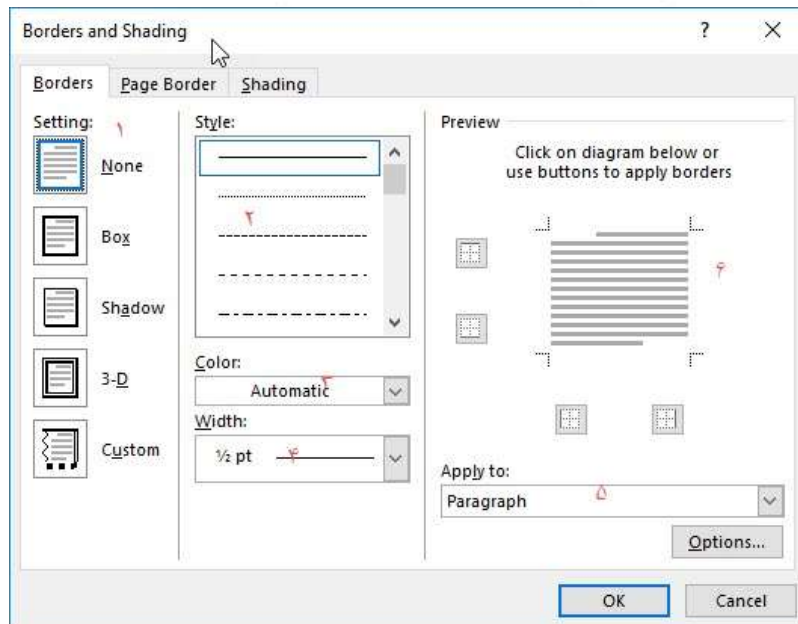 Borders and Shading
?
Borders Page Border Shading
Setting: ۱
None
Box
Shadow
3-D
Custom
Style:
۲
Color:
Automatic ۳
Width:
½ pt ۴
Preview
Click on diagram below or
use buttons to apply borders
۶
Apply to:
Paragraph ۵
Options...
OK Cancel